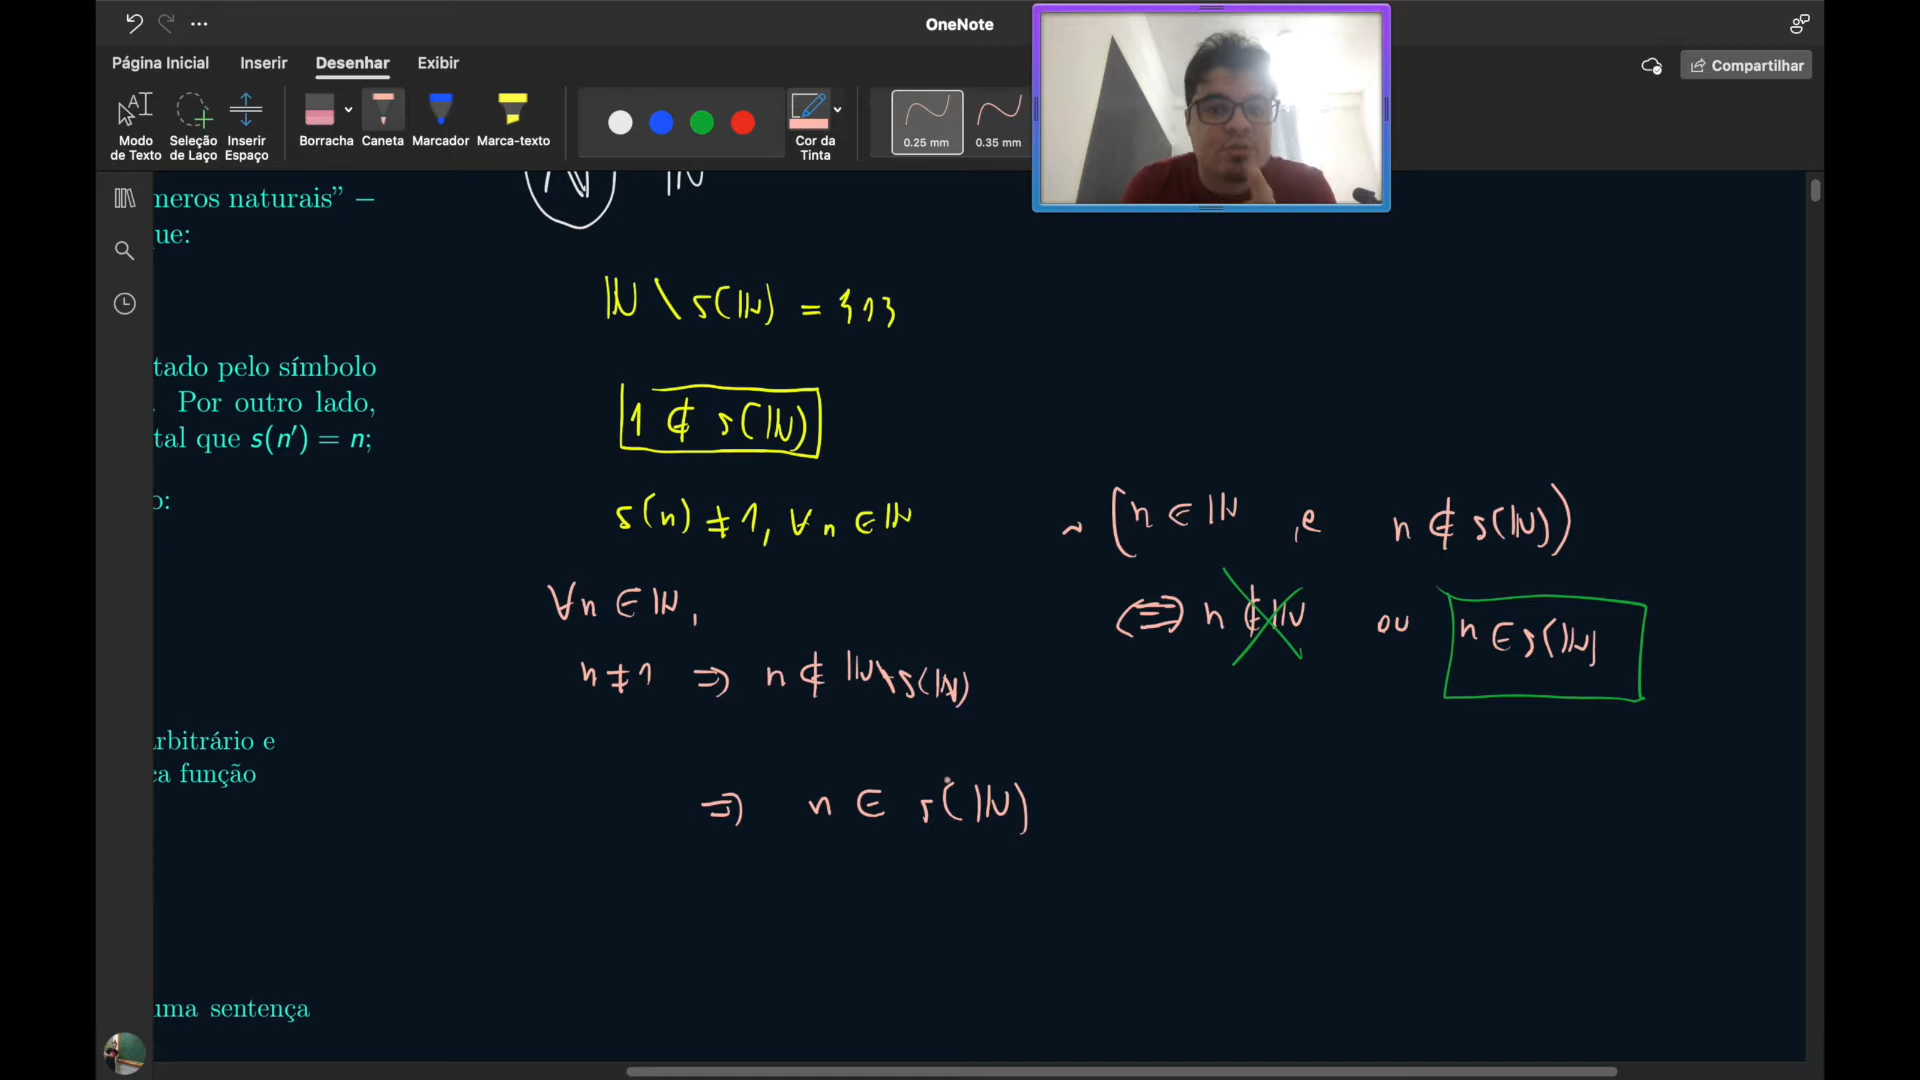 OneNote
Página Inicial Inserir Desenhar Exibir
Compartilhar
Modo de Texto
Seleção de Laço
Inserir Espaço
Borracha
Caneta
Marcador
Marca-texto
Cor da Tinta
0.25 mm
0.35 mm
meros naturais” –
ue:
tado pelo símbolo
. Por outro lado,
tal que s(n′) = n;
o:
arbitrário e
ca função
uma sentença
ℕ ℕ
ℕ \ s(ℕ) = {1}
1 ∉ s(ℕ)
s(n) ≠ 1, ∀n ∈ ℕ
∀n ∈ ℕ,
n ≠ 1 ⇒ n ∉ ℕ\s(ℕ)
⇒ n ∈ s(ℕ)
~ (n ∈ ℕ , e n ∉ s(ℕ))
⇔ n ∉ ℕ ou n ∈ s(ℕ)